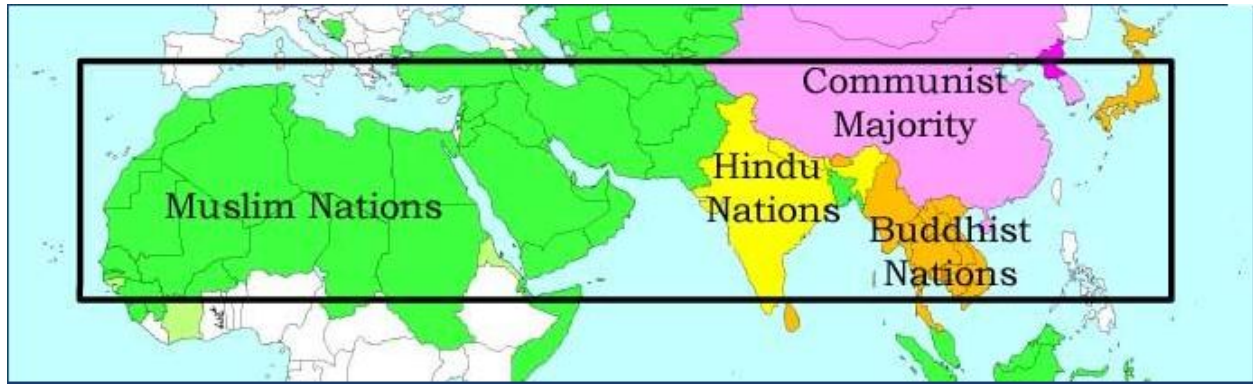 Communist
Majority
Hindu
Nations
Muslim Nations
Buddhist
Nations